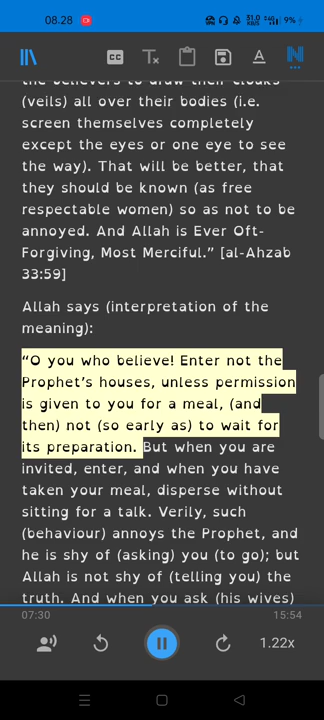 08.28
31.0
KB/S
9%
CC
the believers to draw their cloaks
(veils) all over their bodies (i.e.
screen themselves completely
except the eyes or one eye to see
the way). That will be better, that
they should be known (as free
respectable women) so as not to be
annoyed. And Allah is Ever Oft-
Forgiving, Most Merciful.” [al-Ahzab
33:59]
Allah says (interpretation of the
meaning):
“O you who believe! Enter not the
Prophet’s houses, unless permission
is given to you for a meal, (and
then) not (so early as) to wait for
its preparation. But when you are
invited, enter, and when you have
taken your meal, disperse without
sitting for a talk. Verily, such
(behaviour) annoys the Prophet, and
he is shy of (asking) you (to go); but
Allah is not shy of (telling you) the
truth. And when you ask (his wives)
07:30
15:54
1.22x